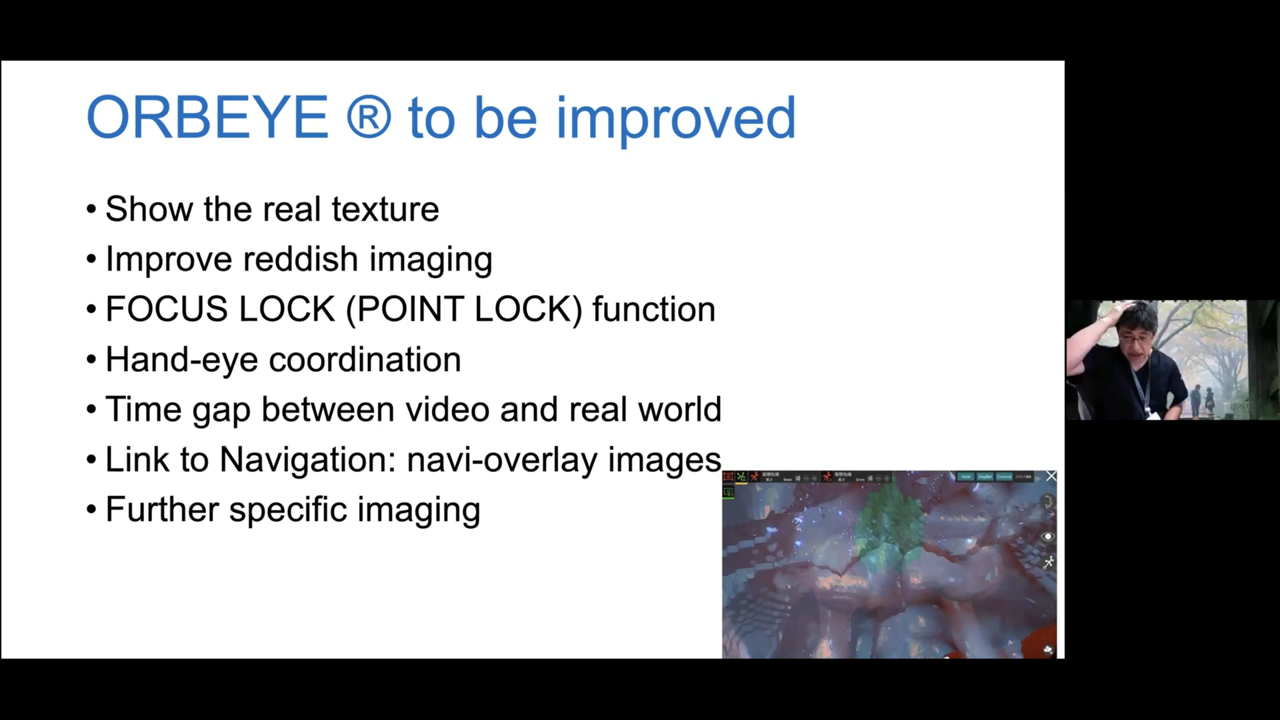 ORBEYE ® to be improved
• Show the real texture
• Improve reddish imaging
• FOCUS LOCK (POINT LOCK) function
• Hand-eye coordination
• Time gap between video and real world
• Link to Navigation: navi-overlay images
• Further specific imaging